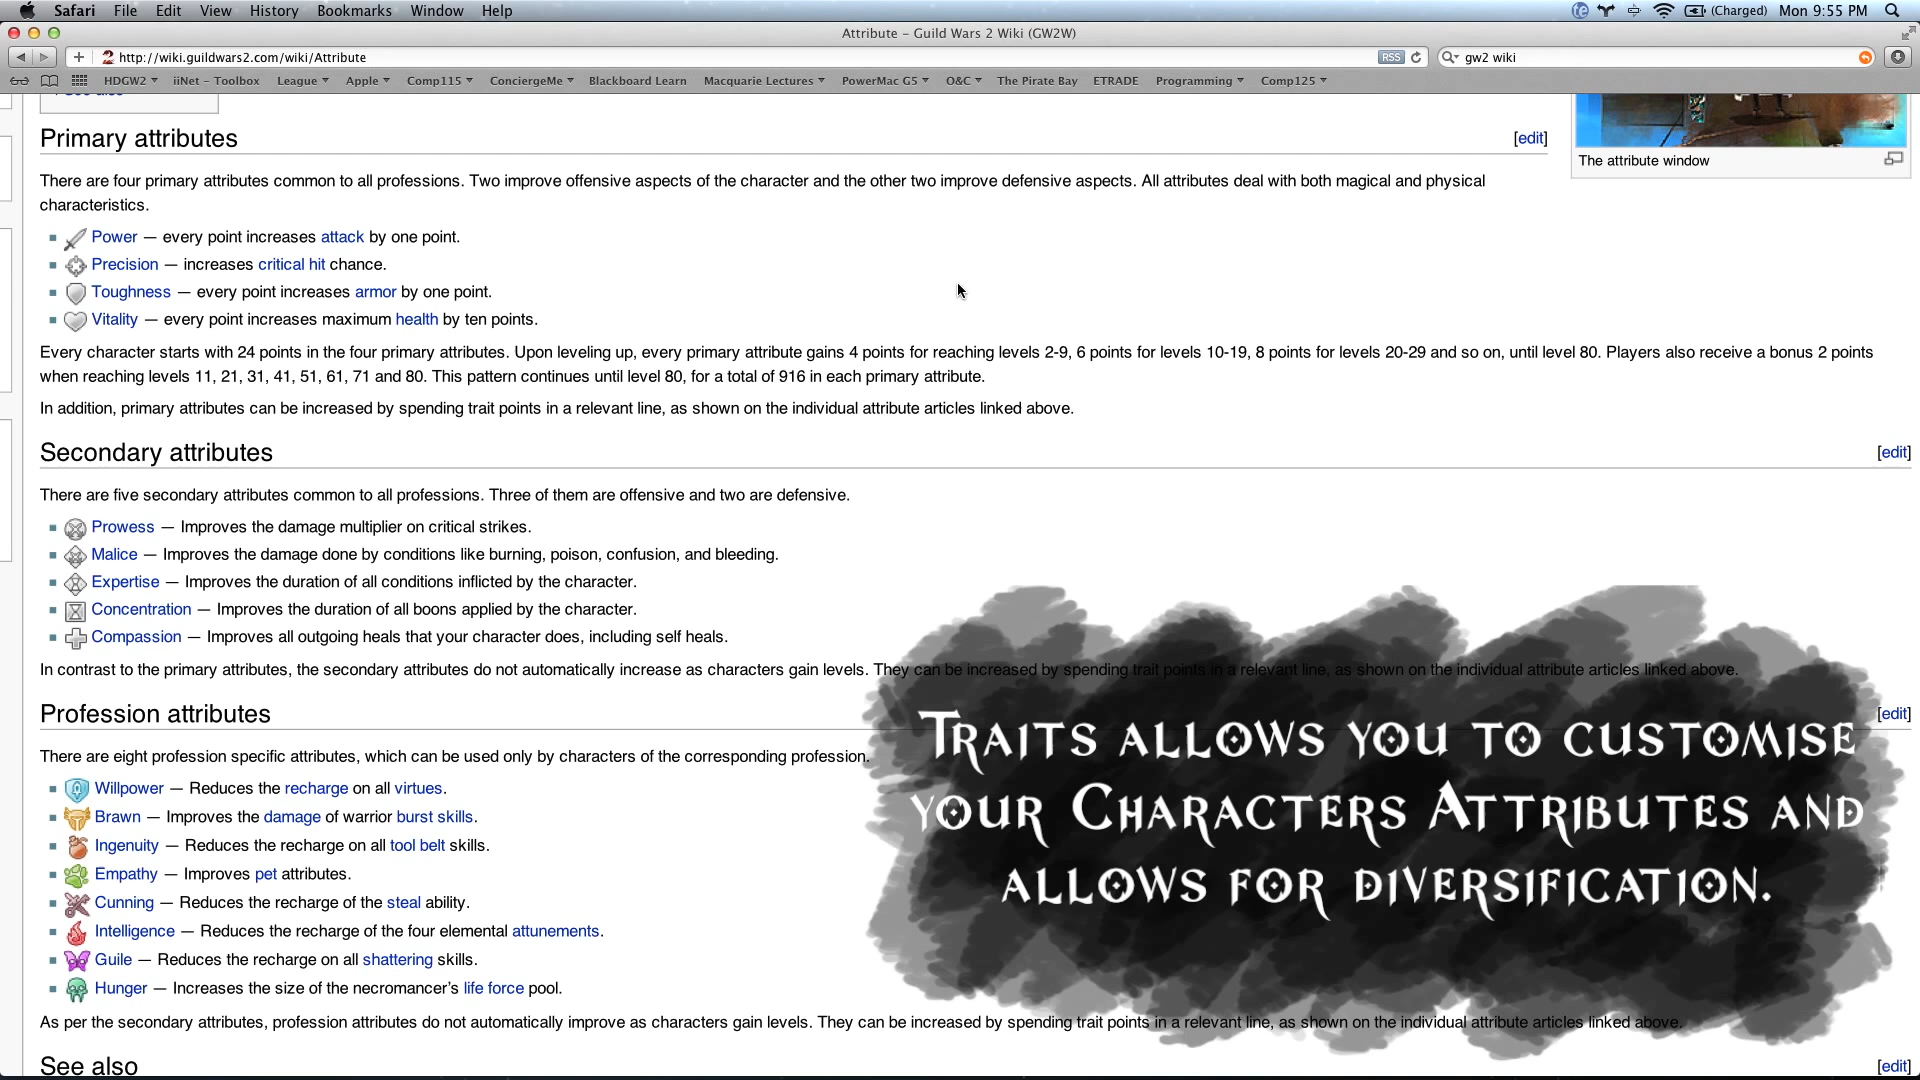 Safari File Edit View History Bookmarks Window Help (Charged) Mon 9:55 PM
Attribute – Guild Wars 2 Wiki (GW2W)
http://wiki.guildwars2.com/wiki/Attribute RSS gw2 wiki
HDGW2 iiNet – Toolbox League Apple Comp115 ConciergeMe Blackboard Learn Macquarie Lectures PowerMac G5 O&C The Pirate Bay ETRADE Programming Comp125
Primary attributes [edit]
The attribute window
There are four primary attributes common to all professions. Two improve offensive aspects of the character and the other two improve defensive aspects. All attributes deal with both magical and physical
characteristics.
Power — every point increases attack by one point.
Precision — increases critical hit chance.
Toughness — every point increases armor by one point.
Vitality — every point increases maximum health by ten points.
Every character starts with 24 points in the four primary attributes. Upon leveling up, every primary attribute gains 4 points for reaching levels 2-9, 6 points for levels 10-19, 8 points for levels 20-29 and so on, until level 80. Players also receive a bonus 2 points
when reaching levels 11, 21, 31, 41, 51, 61, 71 and 80. This pattern continues until level 80, for a total of 916 in each primary attribute.
In addition, primary attributes can be increased by spending trait points in a relevant line, as shown on the individual attribute articles linked above.
Secondary attributes [edit]
There are five secondary attributes common to all professions. Three of them are offensive and two are defensive.
Prowess — Improves the damage multiplier on critical strikes.
Malice — Improves the damage done by conditions like burning, poison, confusion, and bleeding.
Expertise — Improves the duration of all conditions inflicted by the character.
Concentration — Improves the duration of all boons applied by the character.
Compassion — Improves all outgoing heals that your character does, including self heals.
In contrast to the primary attributes, the secondary attributes do not automatically increase as characters gain levels. They can be increased by spending trait points in a relevant line, as shown on the individual attribute articles linked above.
Profession attributes [edit]
There are eight profession specific attributes, which can be used only by characters of the corresponding profession.
Willpower — Reduces the recharge on all virtues.
Brawn — Improves the damage of warrior burst skills.
Ingenuity — Reduces the recharge on all tool belt skills.
Empathy — Improves pet attributes.
Cunning — Reduces the recharge of the steal ability.
Intelligence — Reduces the recharge of the four elemental attunements.
Guile — Reduces the recharge on all shattering skills.
Hunger — Increases the size of the necromancer's life force pool.
As per the secondary attributes, profession attributes do not automatically improve as characters gain levels. They can be increased by spending trait points in a relevant line, as shown on the individual attribute articles linked above.
See also [edit]
Traits allows you to customise
your Characters Attributes and
allows for diversification.